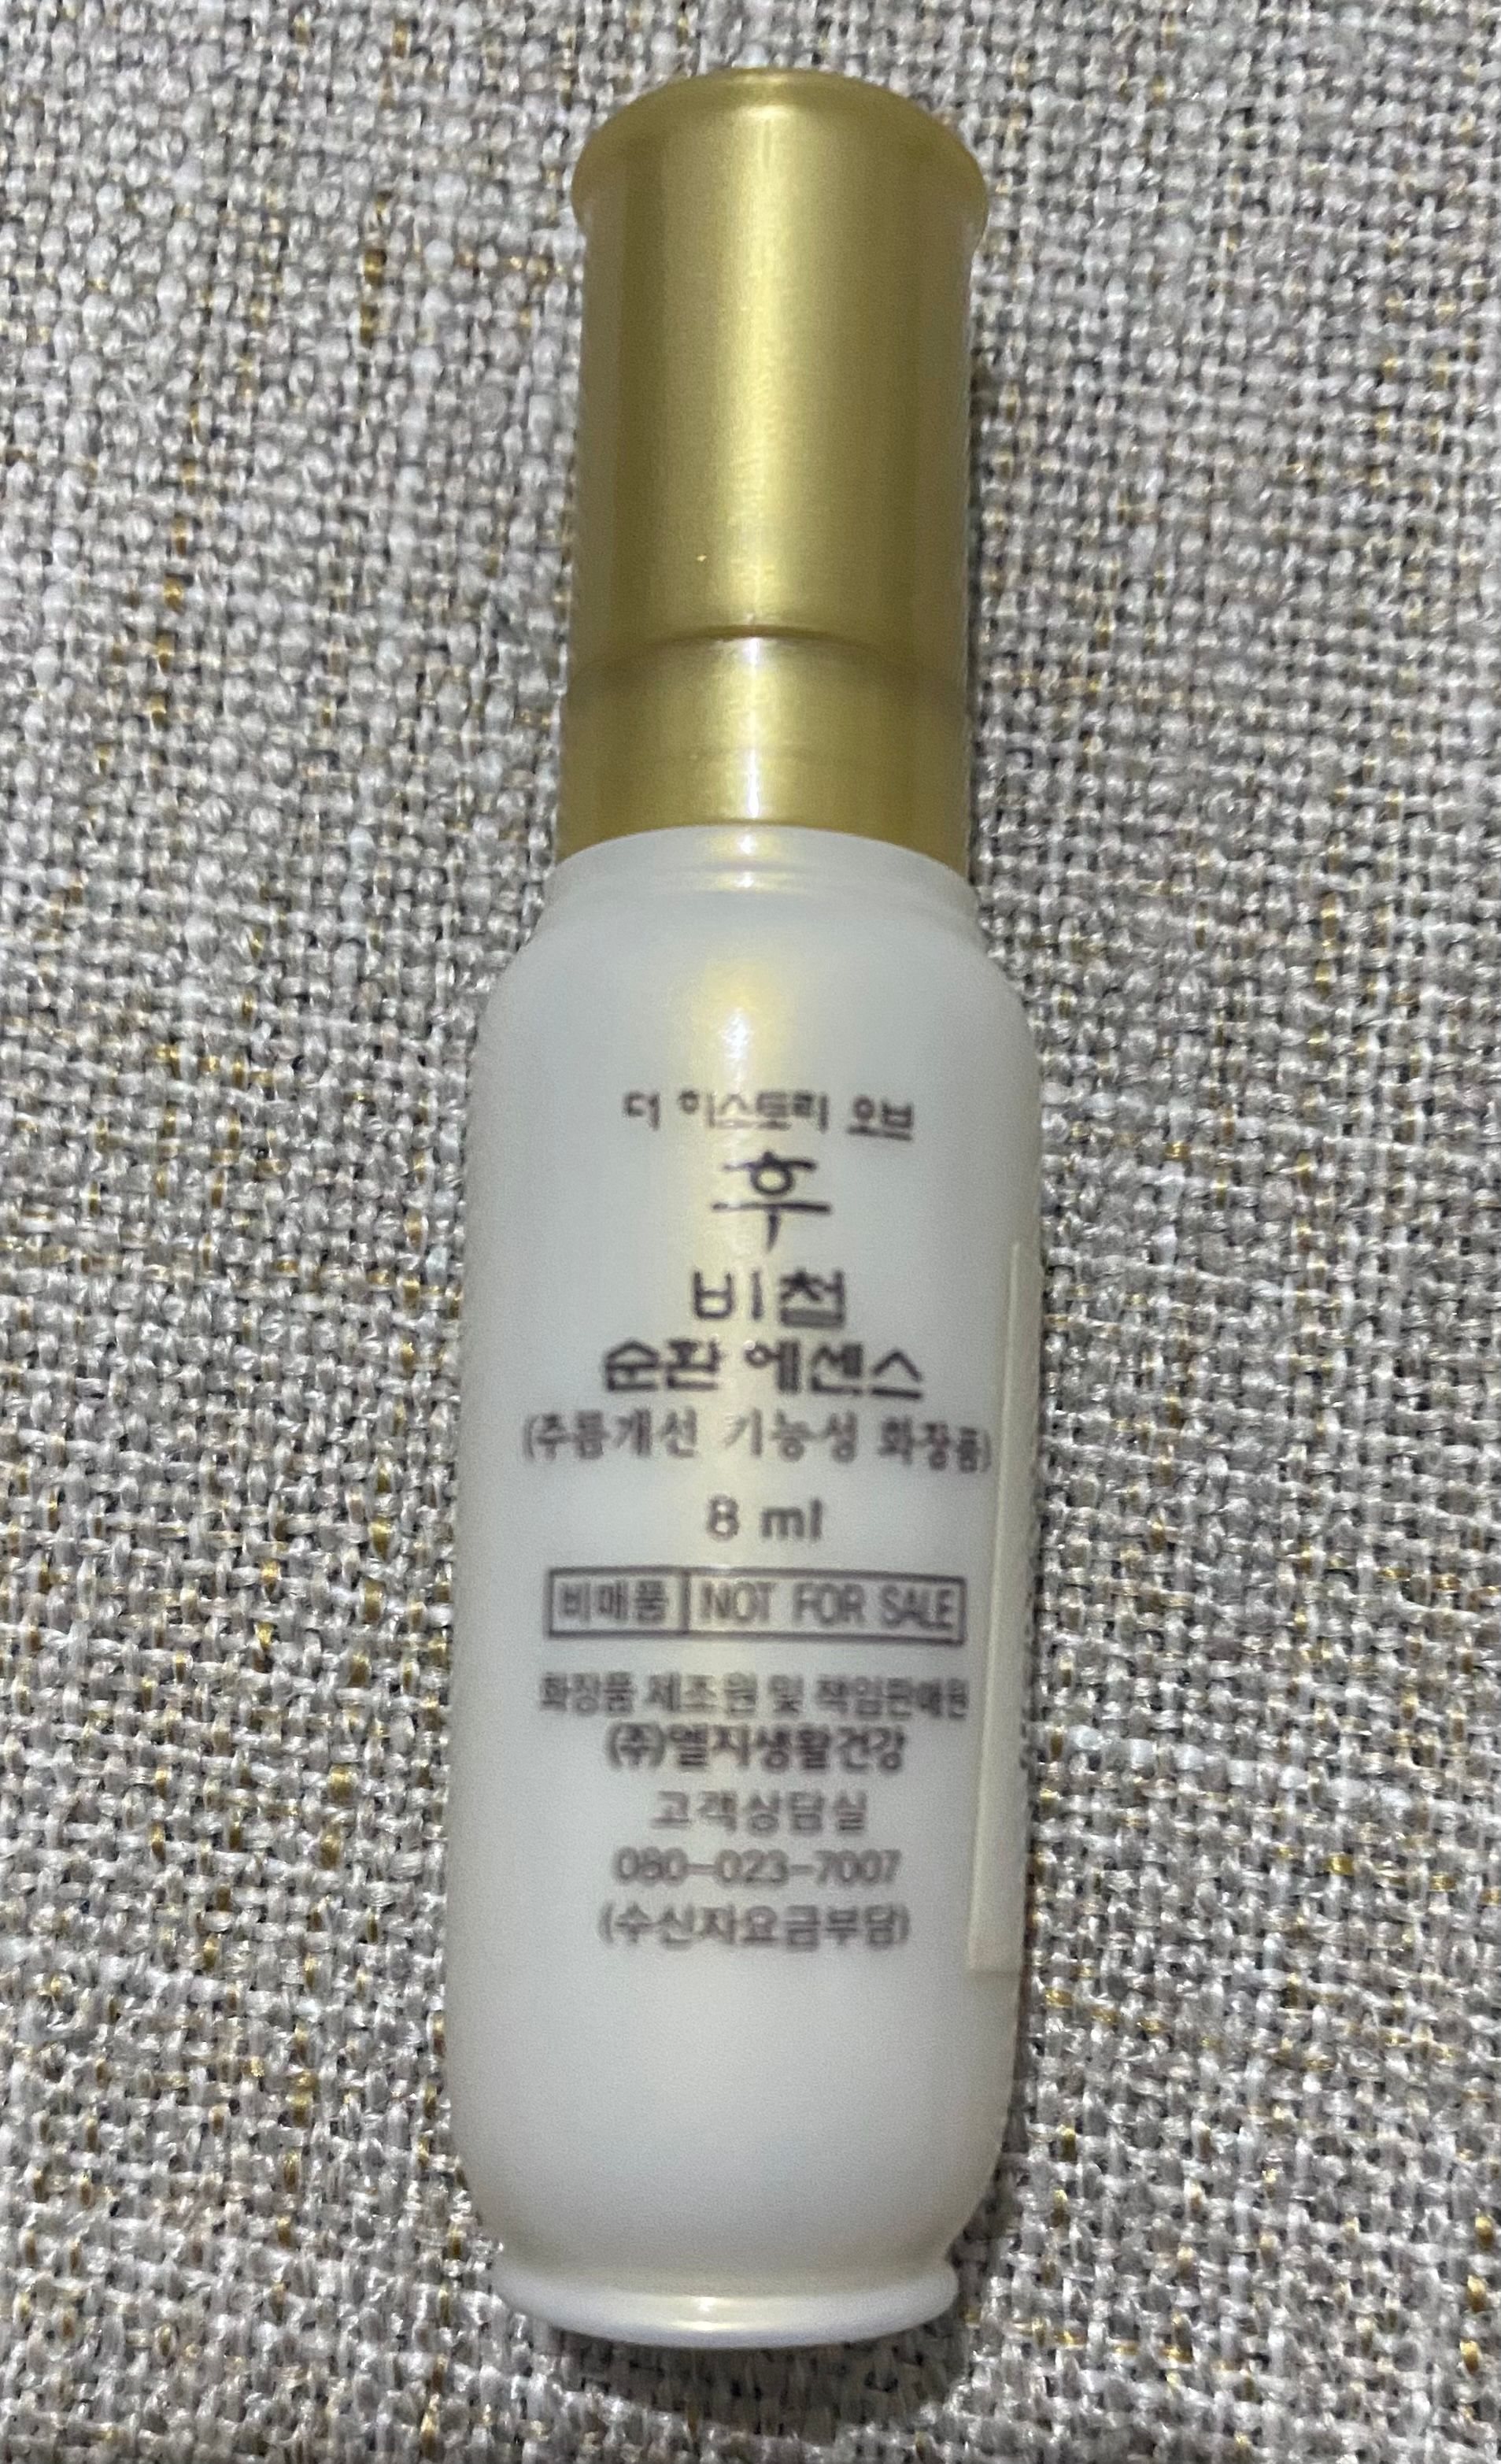 더 히스토리 오브
후
비첩
순환 에센스
(주름개선 기능성 화장품)
8 ml
비매품 NOT FOR SALE
화장품 제조원 및 책임판매원
(주)엘지생활건강
고객상담실
080-023-7007
(수신자요금부담)